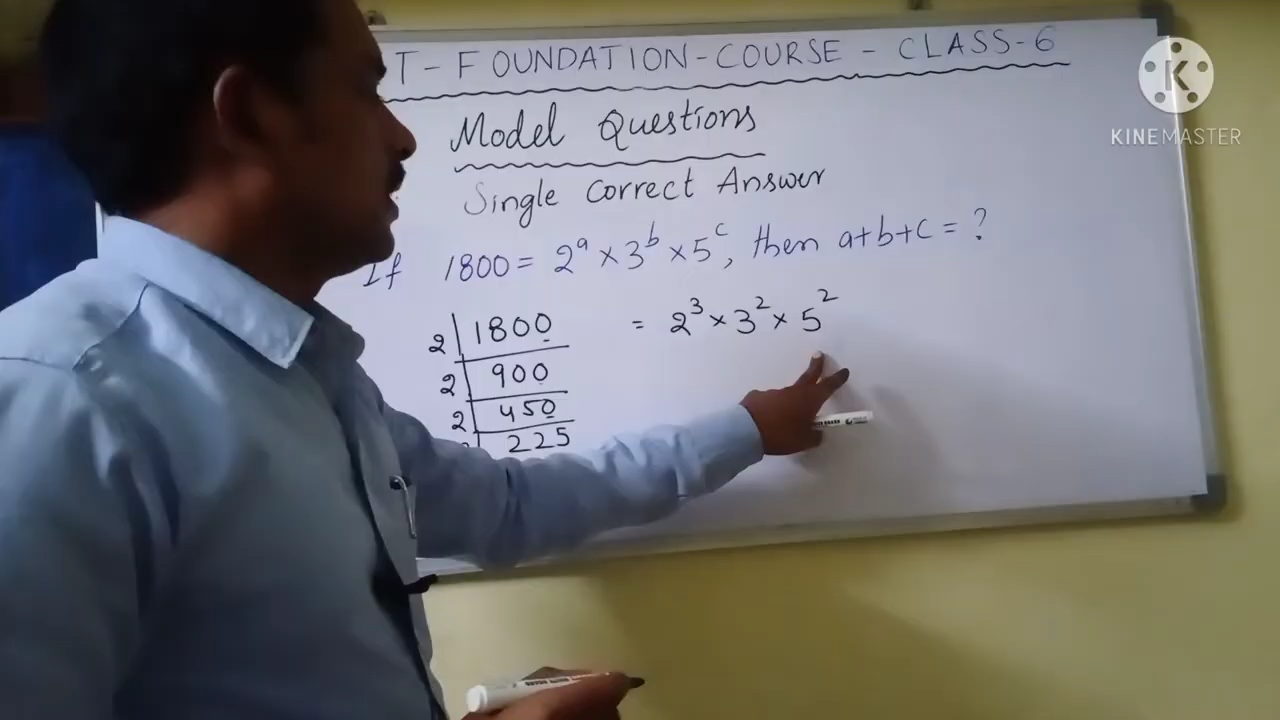 T-FOUNDATION-COURSE-CLASS-6
Model Questions
Single Correct Answer
If 1800 = 2^a × 3^b × 5^c, then a+b+c = ?
2 | 1800 = 2^3 × 3^2 × 5^2
2 | 900
2 | 450
225
KINEMASTER